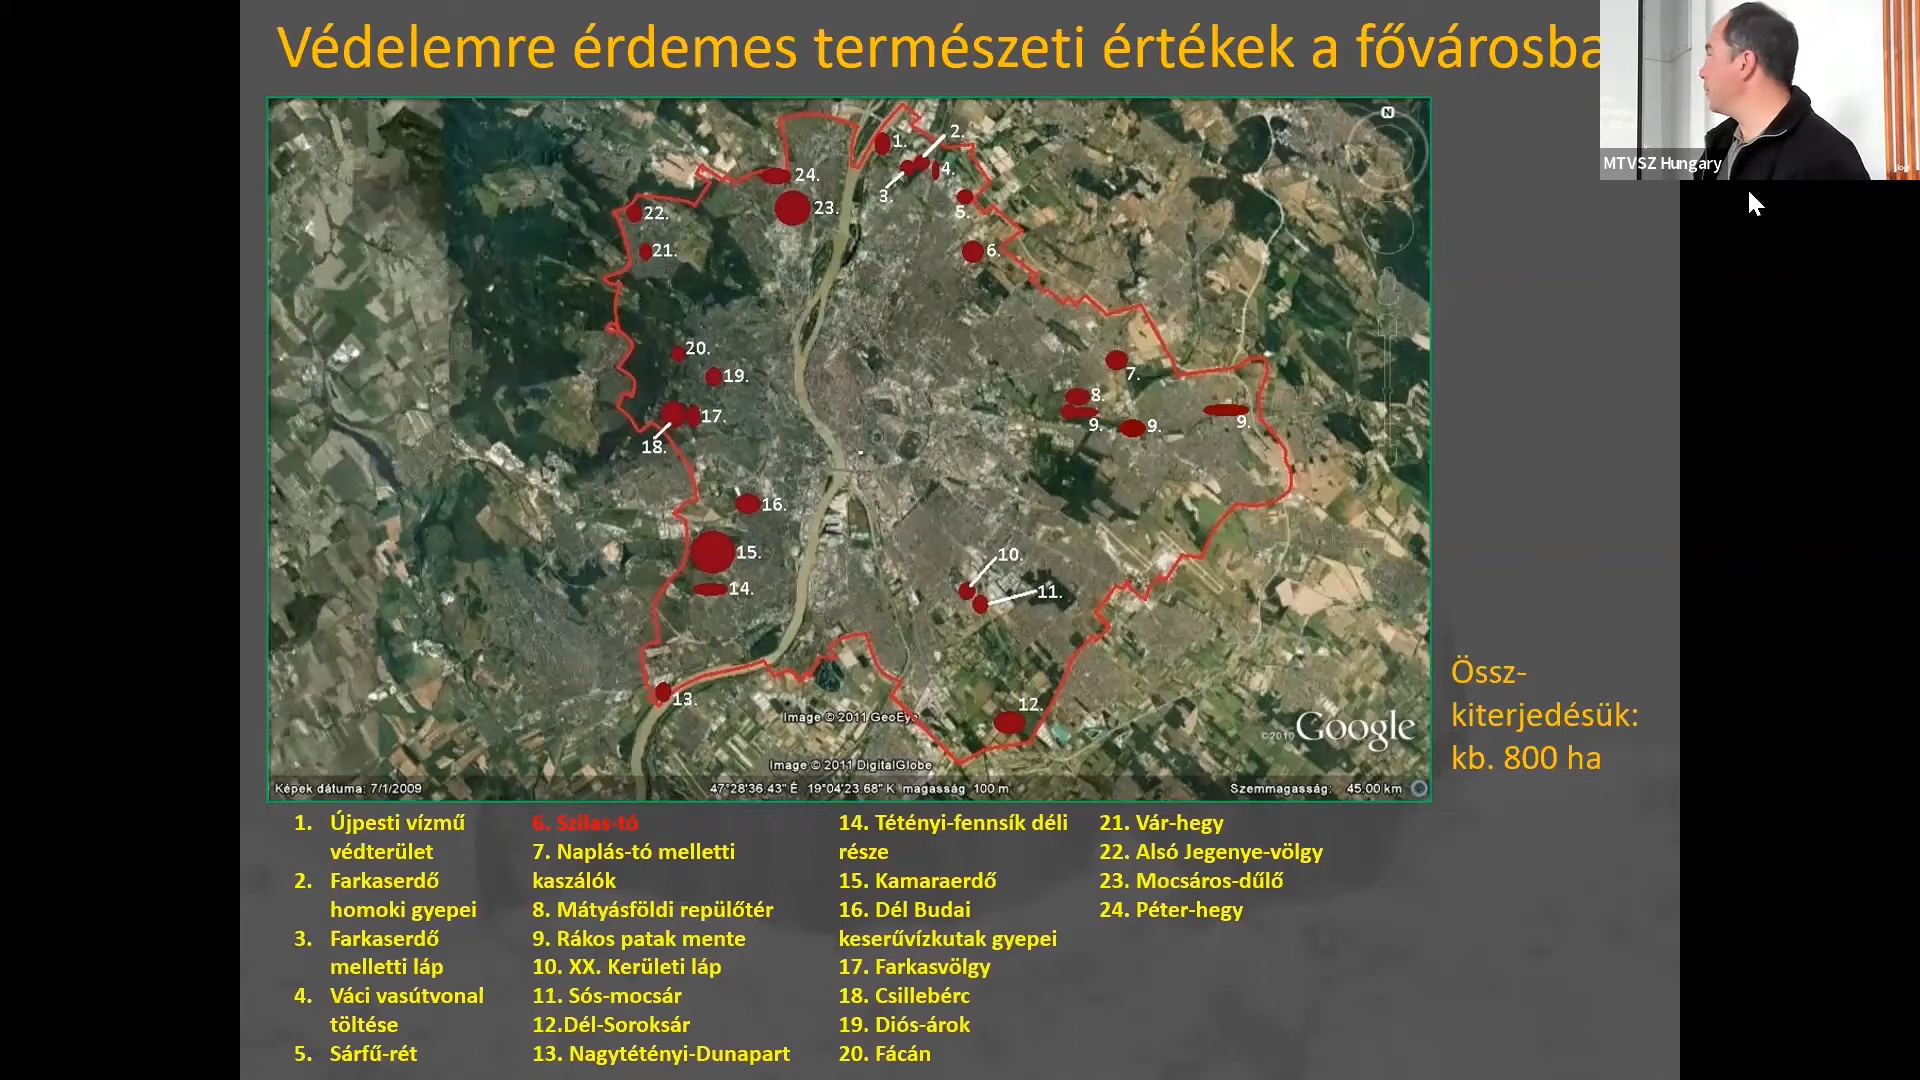 Védelemre érdemes természeti értékek a fővárosba
MTVSZ Hungary
N
1.
2.
3.
4.
5.
6.
7.
8.
9.
9.
9.
10.
11.
12.
13.
14.
15.
16.
17.
18.
19.
20.
21.
22.
23.
24.
Image © 2011 GeoEye
©2010 Google
Image © 2011 DigitalGlobe
Képek dátuma: 7/1/2009
47°28'36.43" É 19°04'23.68" K magasság 100 m
Szemmagasság: 45.00 km
Össz-
kiterjedésük:
kb. 800 ha
1. Újpesti vízmű
védterület
2. Farkaserdő
homoki gyepei
3. Farkaserdő
melletti láp
4. Váci vasútvonal
töltése
5. Sárfű-rét
6. Szilas-tó
7. Naplás-tó melletti
kaszálók
8. Mátyásföldi repülőtér
9. Rákos patak mente
10. XX. Kerületi láp
11. Sós-mocsár
12.Dél-Soroksár
13. Nagytétényi-Dunapart
14. Tétényi-fennsík déli
része
15. Kamaraerdő
16. Dél Budai
keserűvízkutak gyepei
17. Farkasvölgy
18. Csillebérc
19. Diós-árok
20. Fácán
21. Vár-hegy
22. Alsó Jegenye-völgy
23. Mocsáros-dűlő
24. Péter-hegy